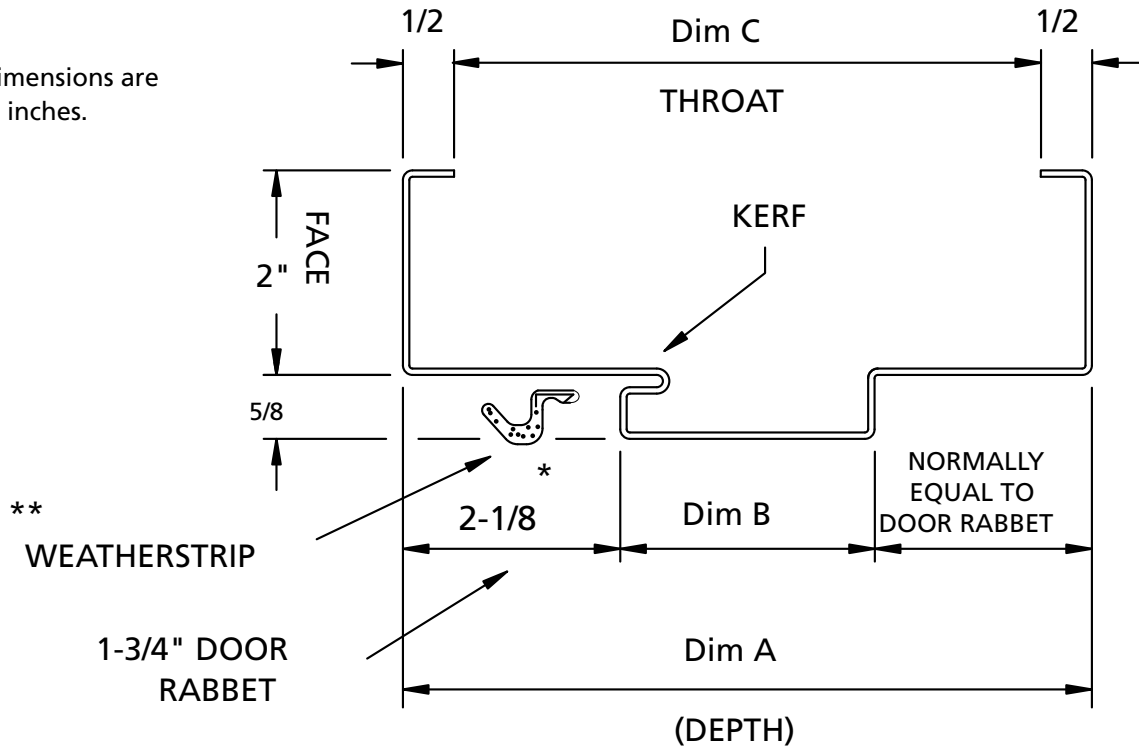 1/2
Dim C
1/2
imensions are
inches.
THROAT
FACE
2"
KERF
5/8
*
**
WEATHERSTRIP
2-1/8
Dim B
NORMALLY
EQUAL TO
DOOR RABBET
1-3/4" DOOR
RABBET
Dim A
(DEPTH)